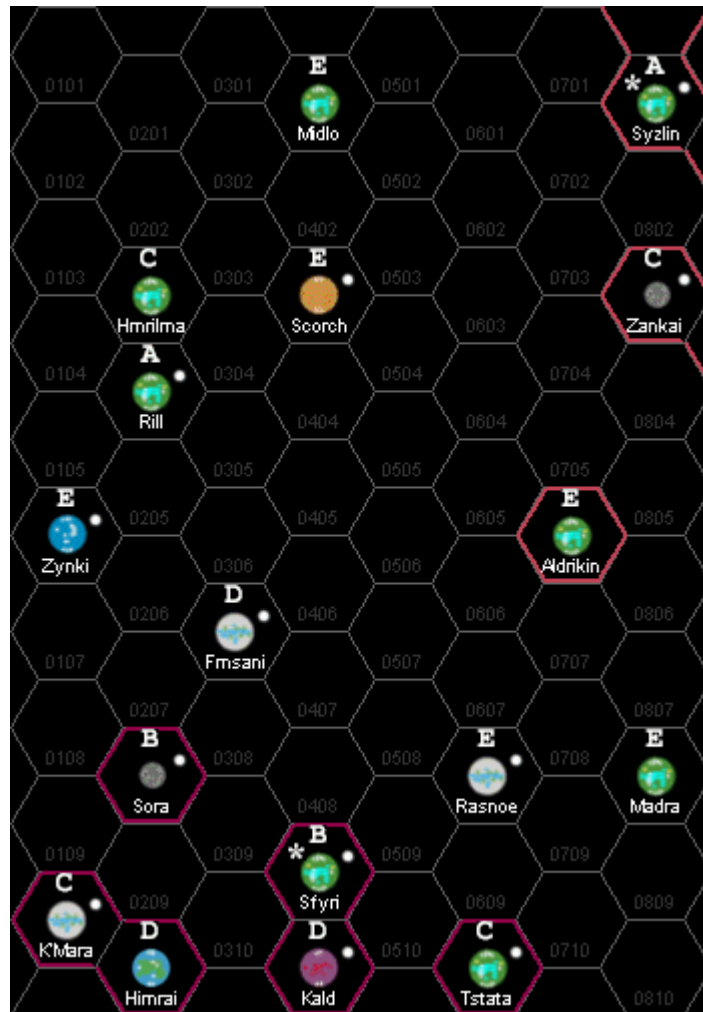 E A
0101 0301 0501 0701 *
0201 Midlo 0601 Syzlin
0102 0302 0502 0702
0202 0402 0602 0802
C E C
0103 0303 0503 0703
Hmrilma Scorch 0603 Zankai
A
0104 0304 0504 0704
Rill 0404 0604 0804
0105 0305 0505 0705
E E
0205 0405 0605 0805
Zynki 0306 0506 Aldrikin
D
0206 0406 0606 0806
0107 Fmsani 0507 0707
0207 0407 0607 0807
B E E
0108 0308 0508 0708
Sora 0408 Rasnoe Madra
B
0109 0309 * 0509 0709
C
0209 Sfyri 0609 0809
D D C
K'Mara 0310 0510 0710
Himrai Kald Tstata 0810